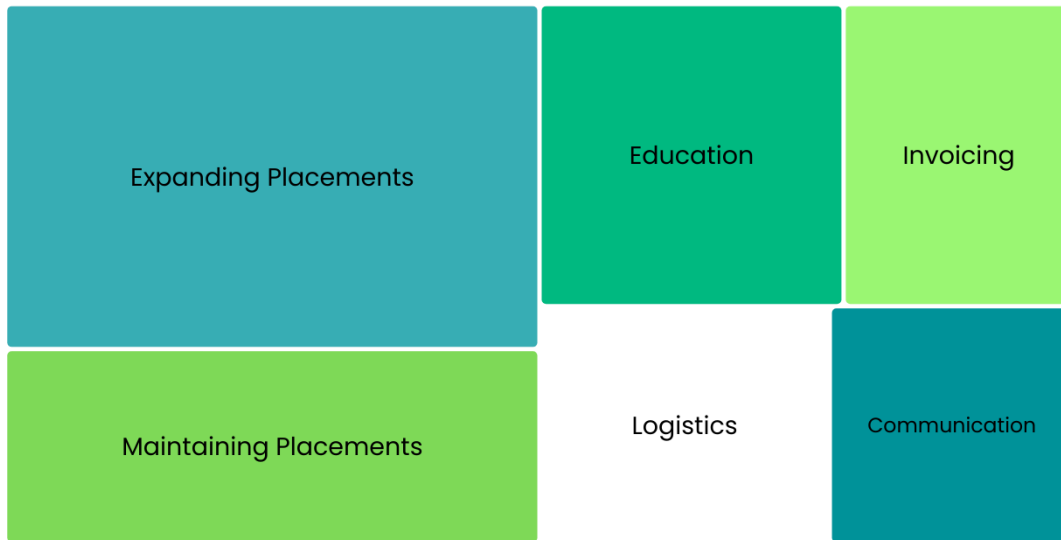 Expanding Placements
Education
Invoicing
Maintaining Placements
Logistics
Communication